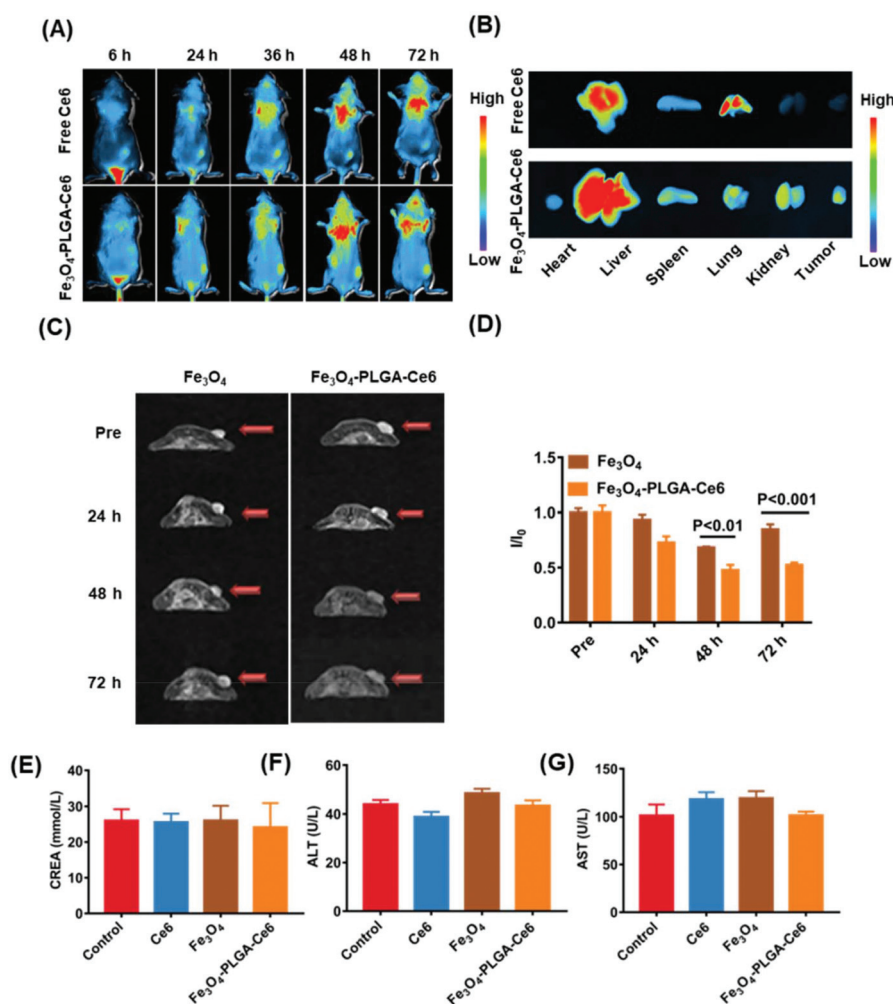 (A)
6 h 24 h 36 h 48 h 72 h
Free Ce6
Fe₃O₄-PLGA-Ce6
High
Low
(B)
Free Ce6
Fe₃O₄-PLGA-Ce6
Heart Liver Spleen Lung Kidney Tumor
High
Low
(C)
Fe₃O₄ Fe₃O₄-PLGA-Ce6
Pre
24 h
48 h
72 h
(D)
I/I₀
1.5
1.0
0.5
0.0
Fe₃O₄
Fe₃O₄-PLGA-Ce6
P<0.01
P<0.001
Pre 24 h 48 h 72 h
(E)
CREA (mmol/L)
40
30
20
10
0
Control Ce6 Fe₃O₄ Fe₃O₄-PLGA-Ce6
(F)
ALT (U/L)
60
40
20
0
Control Ce6 Fe₃O₄ Fe₃O₄-PLGA-Ce6
(G)
AST (U/L)
150
100
50
0
Control Ce6 Fe₃O₄ Fe₃O₄-PLGA-Ce6